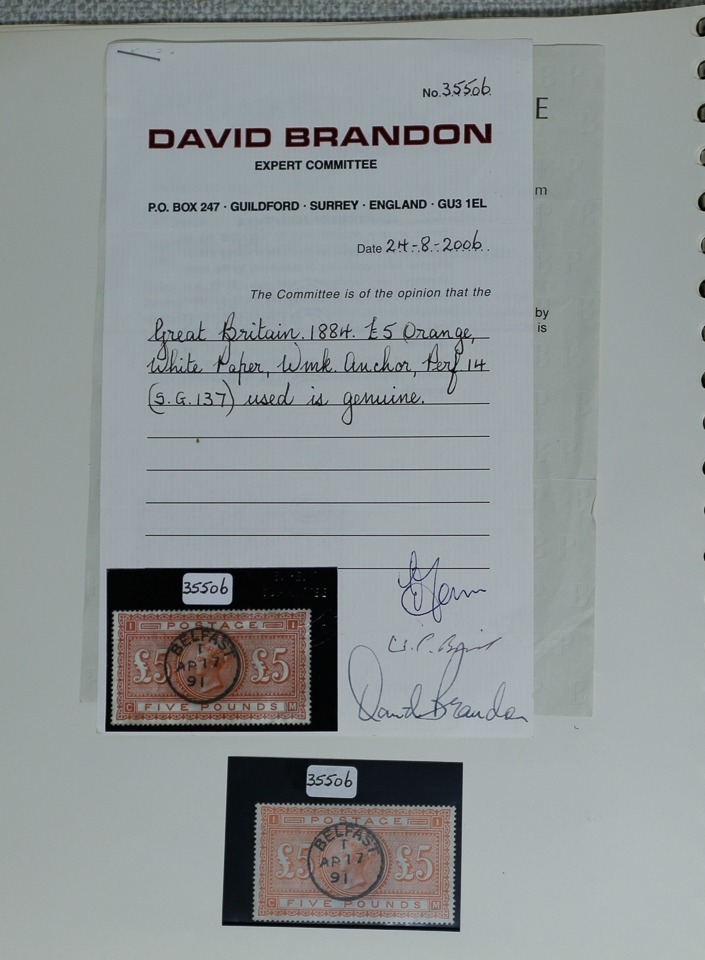 No. 35506
DAVID BRANDON
EXPERT COMMITTEE
P.O. BOX 247 · GUILDFORD · SURREY · ENGLAND · GU3 1EL
Date 24-8-2006
The Committee is of the opinion that the
Great Britain. 1884. £5 Orange,
White Paper, Wmk. Anchor, Perf 14
(S.G.137) used is genuine.
E
m
by
is
35506
I POSTAGE I
£5 £5
BELFAST
1
AP 17
91
C FIVE POUNDS M
David Brandon
35506
I POSTAGE I
£5 £5
BELFAST
1
AP 17
91
C FIVE POUNDS M